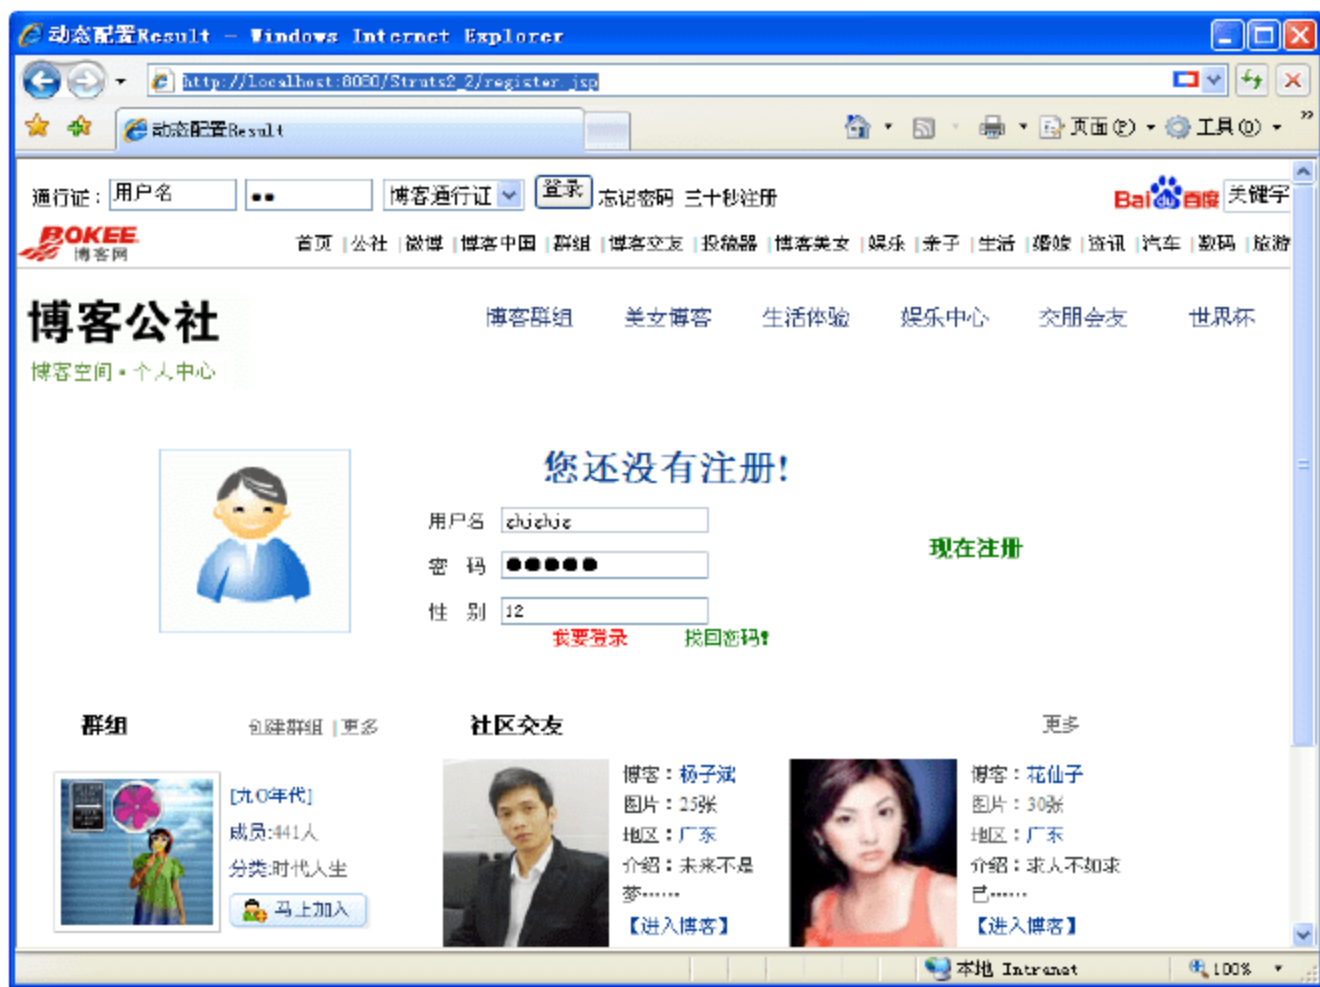 动态配置Result - Windows Internet Explorer
http://localhost:8080/Struts2_2/register.jsp
动态配置Result
页面(P) 工具(O) »
通行证： 用户名 博客通行证 登录 忘记密码 三十秒注册 Bai du 百度 关键字
BOKEE
博客网
首页 |公社 |微博 |博客中国 |群组 |博客交友 |投稿器 |博客美女 |娱乐 |亲子 |生活 |婚嫁 |资讯 |汽车 |数码 |旅游
博客公社
博客群组 美女博客 生活体验 娱乐中心 交朋会友 世界杯
博客空间▪个人中心
您还没有注册!
用户名 zhizhiz
密 码 ●●●●●
现在注册
性 别 12
我要登录 找回密码!
群组 创建群组 |更多 社区交友 更多
[九O年代]
成员:441人
分类:时代人生
马上加入
博客：杨子斌
图片：25张
地区：广东
介绍：未来不是
梦……
【进入博客】
博客：花仙子
图片：30张
地区：广东
介绍：求人不如求
己……
【进入博客】
本地 Intranet 100%